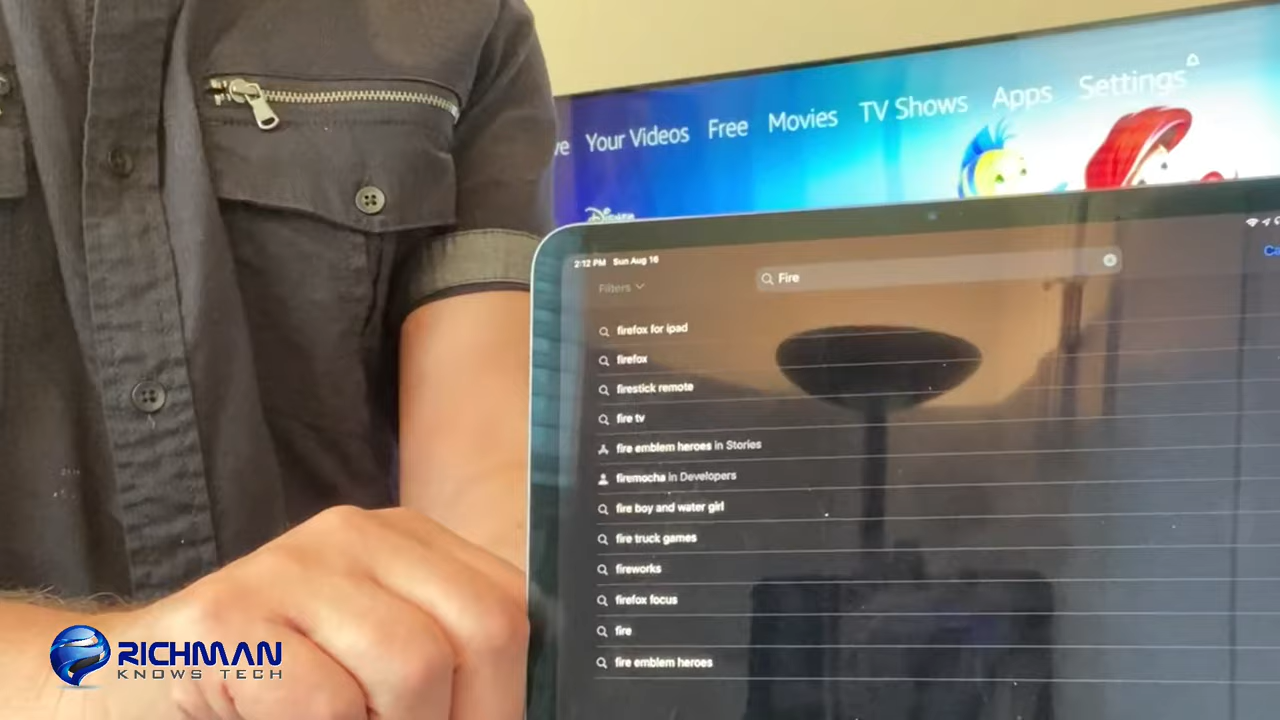 Your Videos Free Movies TV Shows Apps Settings
Disney
2:12 PM Sun Aug 16
Filters
Fire
firefox for ipad
firefox
firestick remote
fire tv
fire emblem heroes in Stories
firemocha in Developers
fire boy and water girl
fire truck games
fireworks
firefox focus
fire
fire emblem heroes
RICHMAN
KNOWS TECH